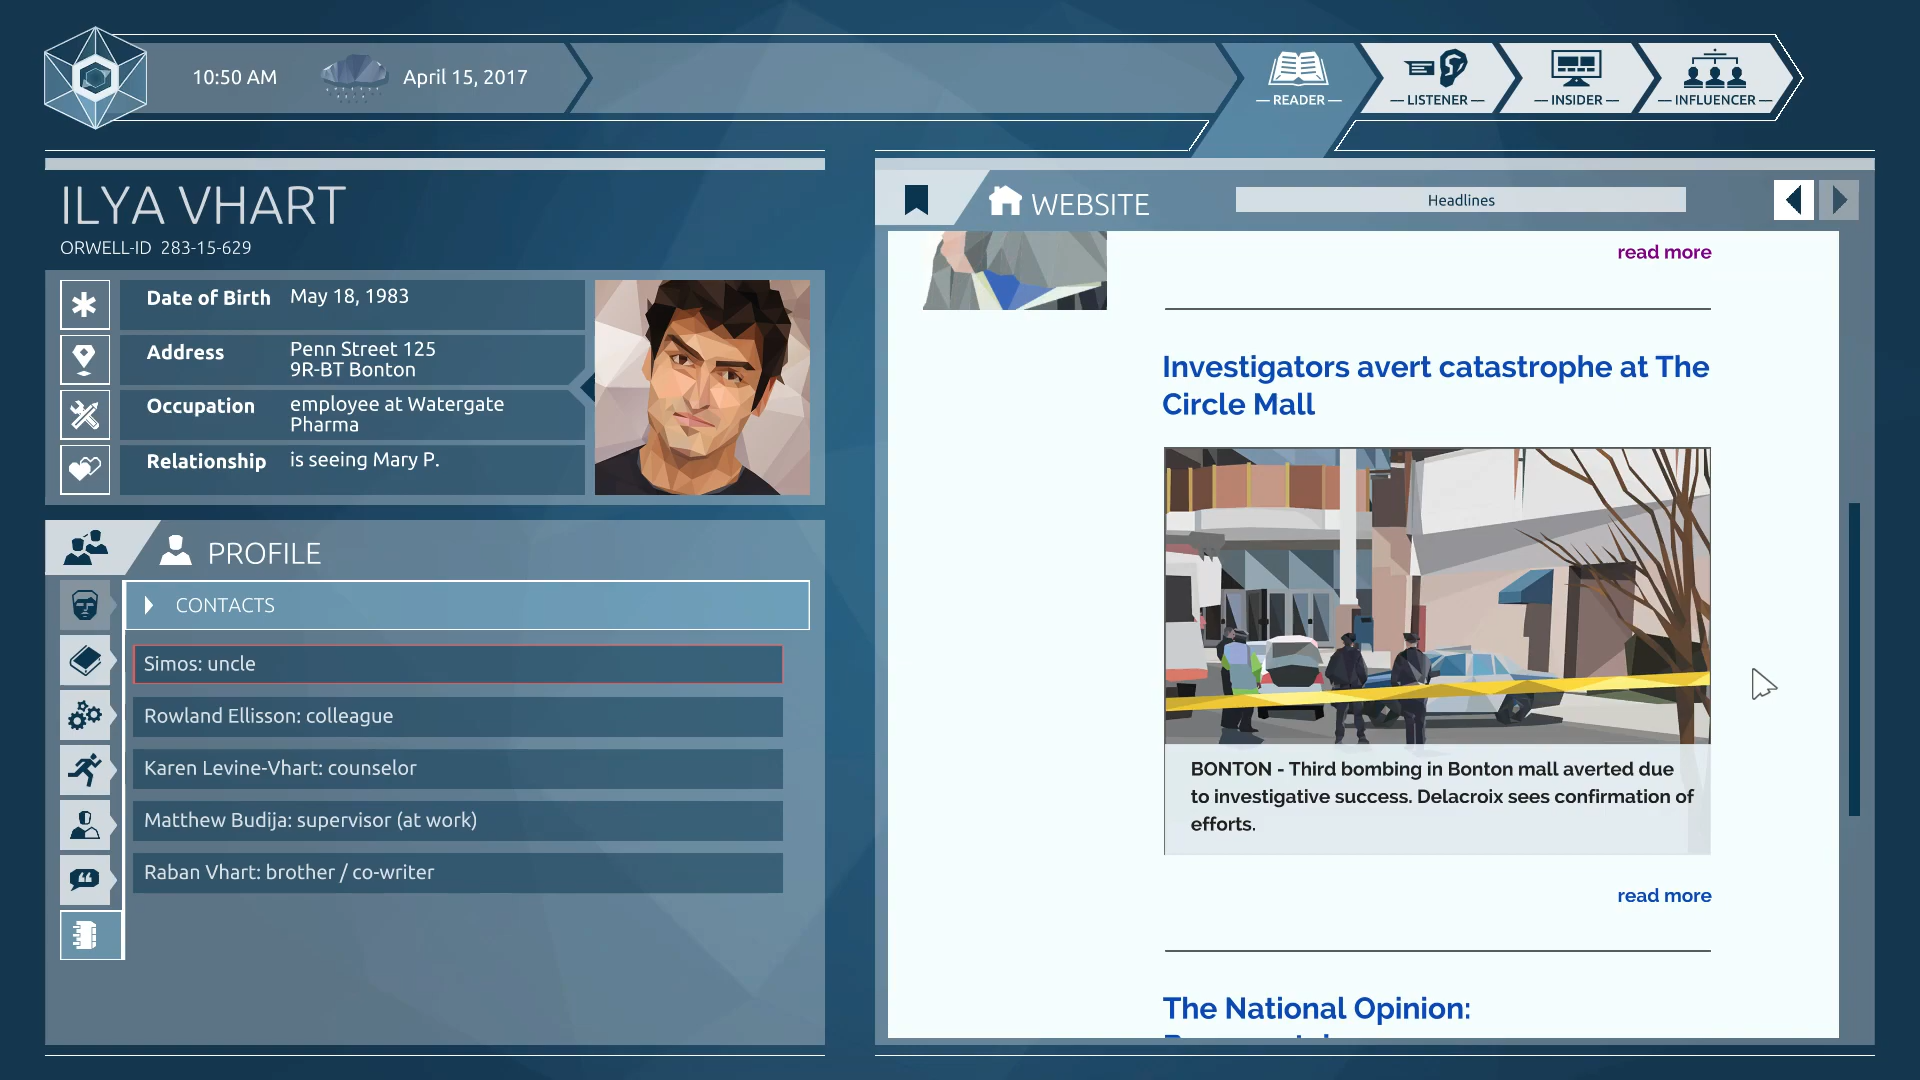 10:50 AM
April 15, 2017
READER
LISTENER
INSIDER
INFLUENCER
ILYA VHART
ORWELL-ID 283-15-629
Date of Birth May 18, 1983
Address Penn Street 125
9R-BT Bonton
Occupation employee at Watergate
Pharma
Relationship is seeing Mary P.
PROFILE
CONTACTS
Simos: uncle
Rowland Ellisson: colleague
Karen Levine-Vhart: counselor
Matthew Budija: supervisor (at work)
Raban Vhart: brother / co-writer
WEBSITE
Headlines
read more
Investigators avert catastrophe at The
Circle Mall
BONTON - Third bombing in Bonton mall averted due
to investigative success. Delacroix sees confirmation of
efforts.
read more
The National Opinion: